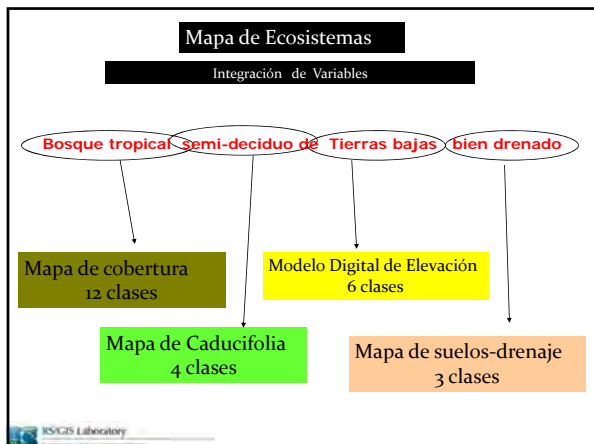 Mapa de Ecosistemas
Integración de Variables
Bosque tropical semi-deciduo de Tierras bajas bien drenado
Mapa de cobertura
12 clases
Modelo Digital de Elevación
6 clases
Mapa de Caducifolia
4 clases
Mapa de suelos-drenaje
3 clases
RS/GIS Laboratory